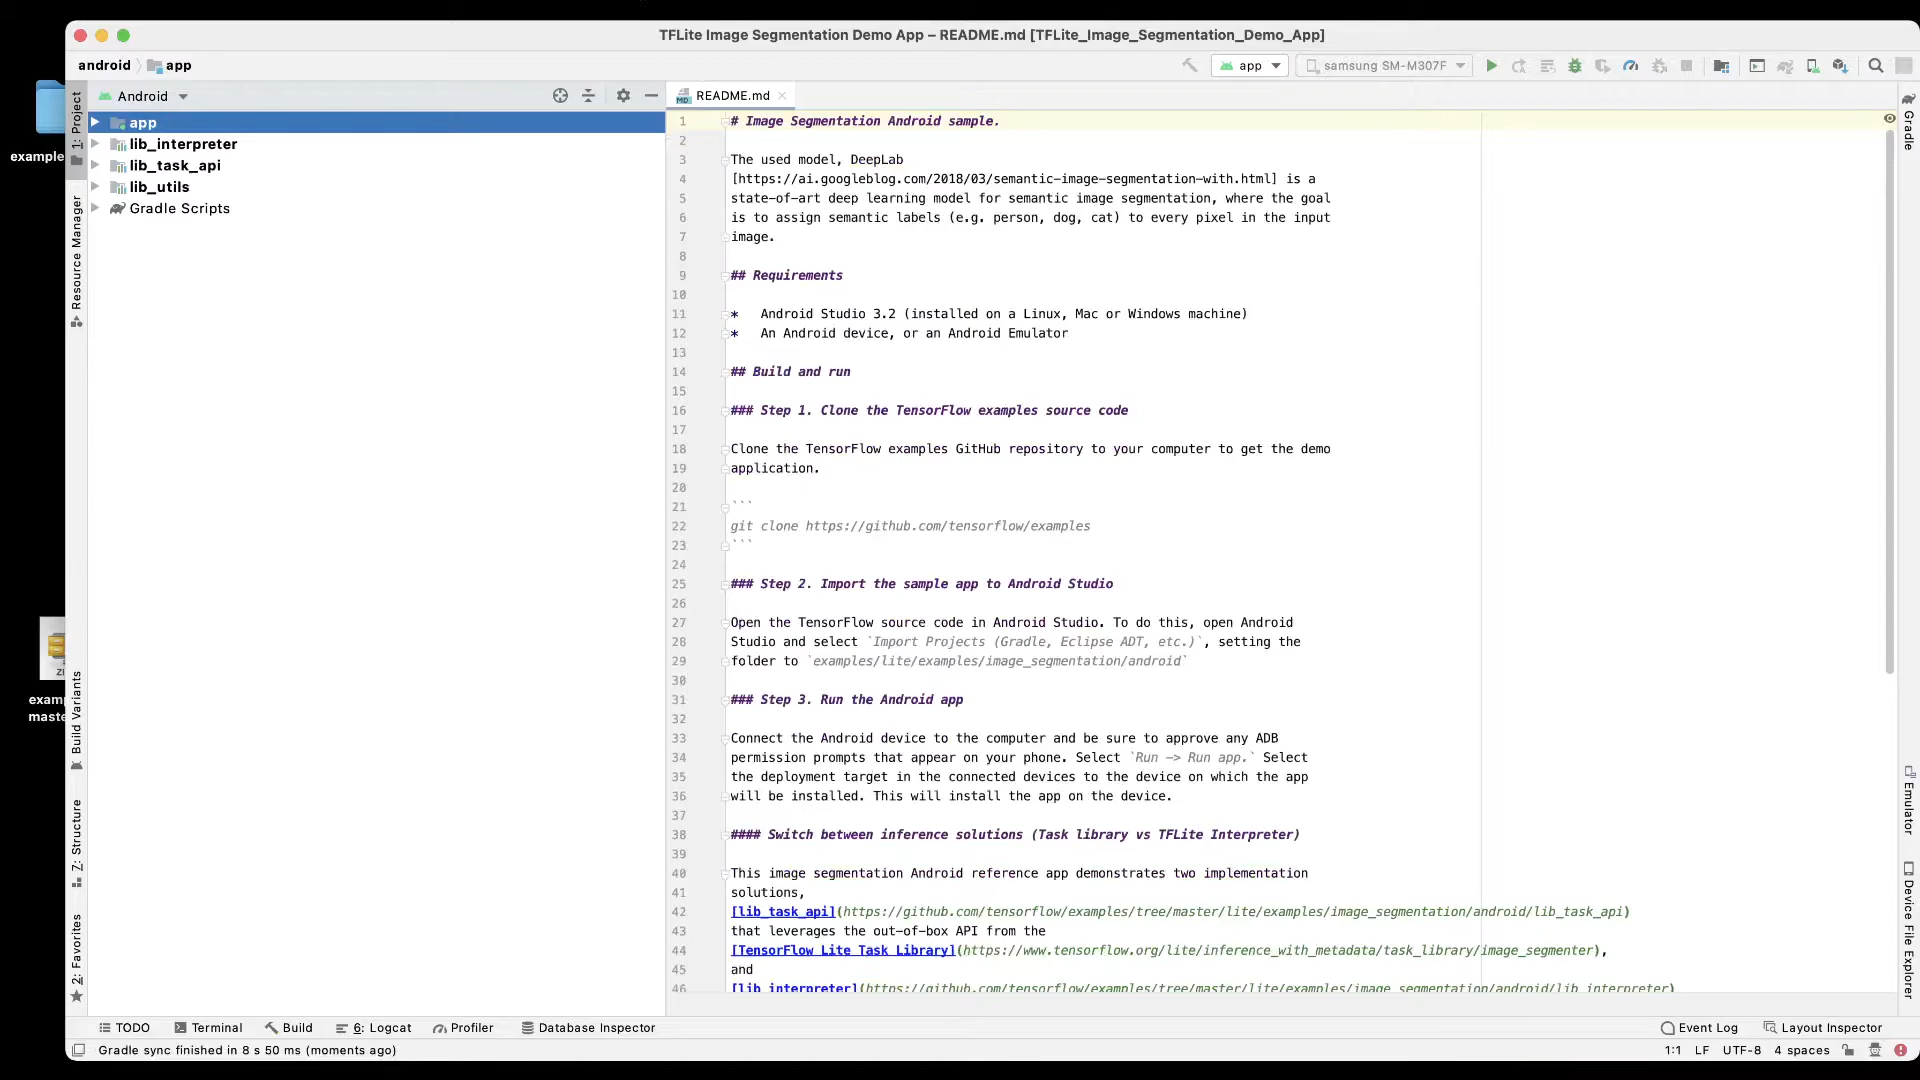 TFLite Image Segmentation Demo App – README.md [TFLite_Image_Segmentation_Demo_App]
android
app
app
samsung SM-M307F
1: Project
Resource Manager
Build Variants
7: Structure
2: Favorites
Android
app
lib_interpreter
lib_task_api
lib_utils
Gradle Scripts
README.md
1 # Image Segmentation Android sample.
2
3 The used model, DeepLab
4 [https://ai.googleblog.com/2018/03/semantic-image-segmentation-with.html] is a
5 state-of-art deep learning model for semantic image segmentation, where the goal
6 is to assign semantic labels (e.g. person, dog, cat) to every pixel in the input
7 image.
8
9 ## Requirements
10
11 *   Android Studio 3.2 (installed on a Linux, Mac or Windows machine)
12 *   An Android device, or an Android Emulator
13
14 ## Build and run
15
16 ### Step 1. Clone the TensorFlow examples source code
17
18 Clone the TensorFlow examples GitHub repository to your computer to get the demo
19 application.
20
21 ```
22 git clone https://github.com/tensorflow/examples
23 ```
24
25 ### Step 2. Import the sample app to Android Studio
26
27 Open the TensorFlow source code in Android Studio. To do this, open Android
28 Studio and select `Import Projects (Gradle, Eclipse ADT, etc.)`, setting the
29 folder to `examples/lite/examples/image_segmentation/android`
30
31 ### Step 3. Run the Android app
32
33 Connect the Android device to the computer and be sure to approve any ADB
34 permission prompts that appear on your phone. Select `Run -> Run app.` Select
35 the deployment target in the connected devices to the device on which the app
36 will be installed. This will install the app on the device.
37
38 #### Switch between inference solutions (Task library vs TFLite Interpreter)
39
40 This image segmentation Android reference app demonstrates two implementation
41 solutions,
42 [lib_task_api](https://github.com/tensorflow/examples/tree/master/lite/examples/image_segmentation/android/lib_task_api)
43 that leverages the out-of-box API from the
44 [TensorFlow Lite Task Library](https://www.tensorflow.org/lite/inference_with_metadata/task_library/image_segmenter),
45 and
46 [lib_interpreter](https://github.com/tensorflow/examples/tree/master/lite/examples/image_segmentation/android/lib_interpreter)
Gradle
Emulator
Device File Explorer
example
ZI
exam
maste
TODO
Terminal
Build
6: Logcat
Profiler
Database Inspector
Event Log
Layout Inspector
Gradle sync finished in 8 s 50 ms (moments ago)
1:1 LF UTF-8 4 spaces